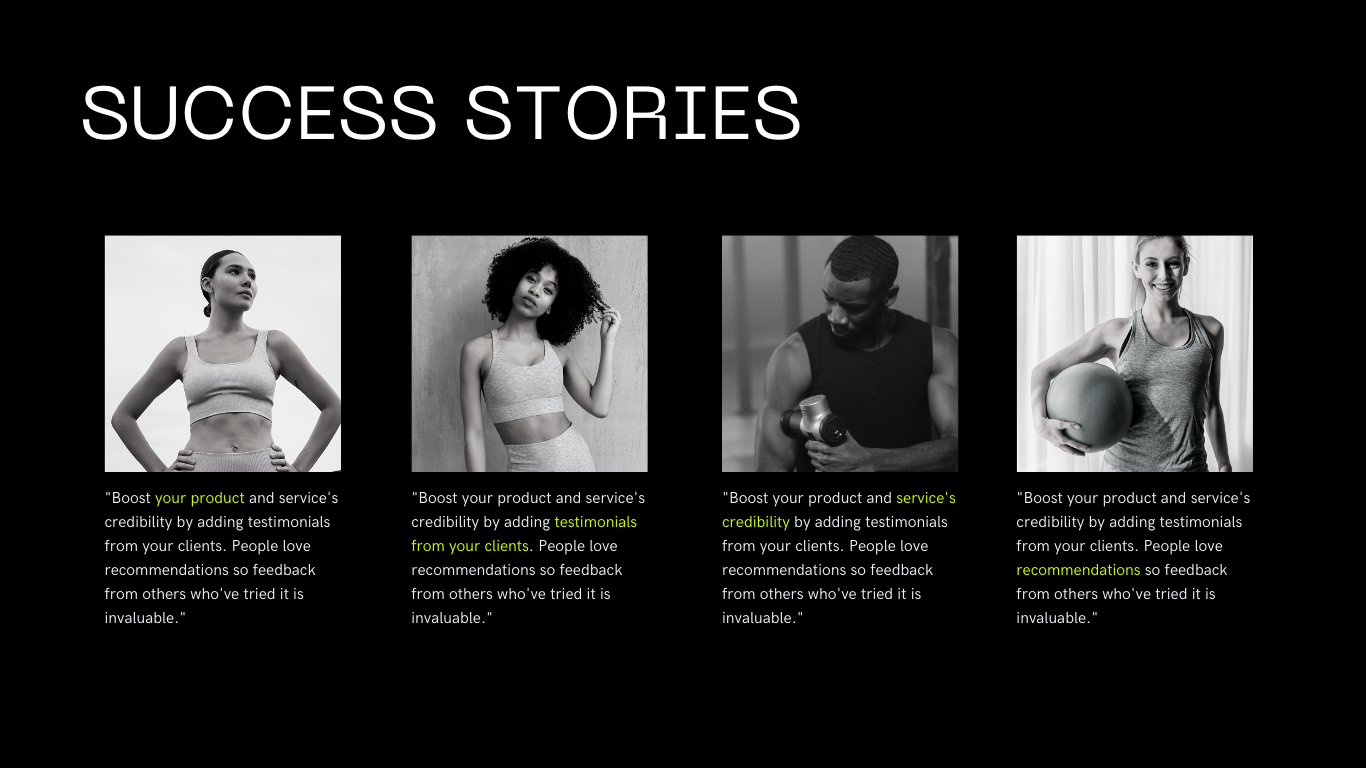 SUCCESS STORIES
"Boost your product and service's
credibility by adding testimonials
from your clients. People love
recommendations so feedback
from others who've tried it is
invaluable."
"Boost your product and service's
credibility by adding testimonials
from your clients. People love
recommendations so feedback
from others who've tried it is
invaluable."
"Boost your product and service's
credibility by adding testimonials
from your clients. People love
recommendations so feedback
from others who've tried it is
invaluable."
"Boost your product and service's
credibility by adding testimonials
from your clients. People love
recommendations so feedback
from others who've tried it is
invaluable."